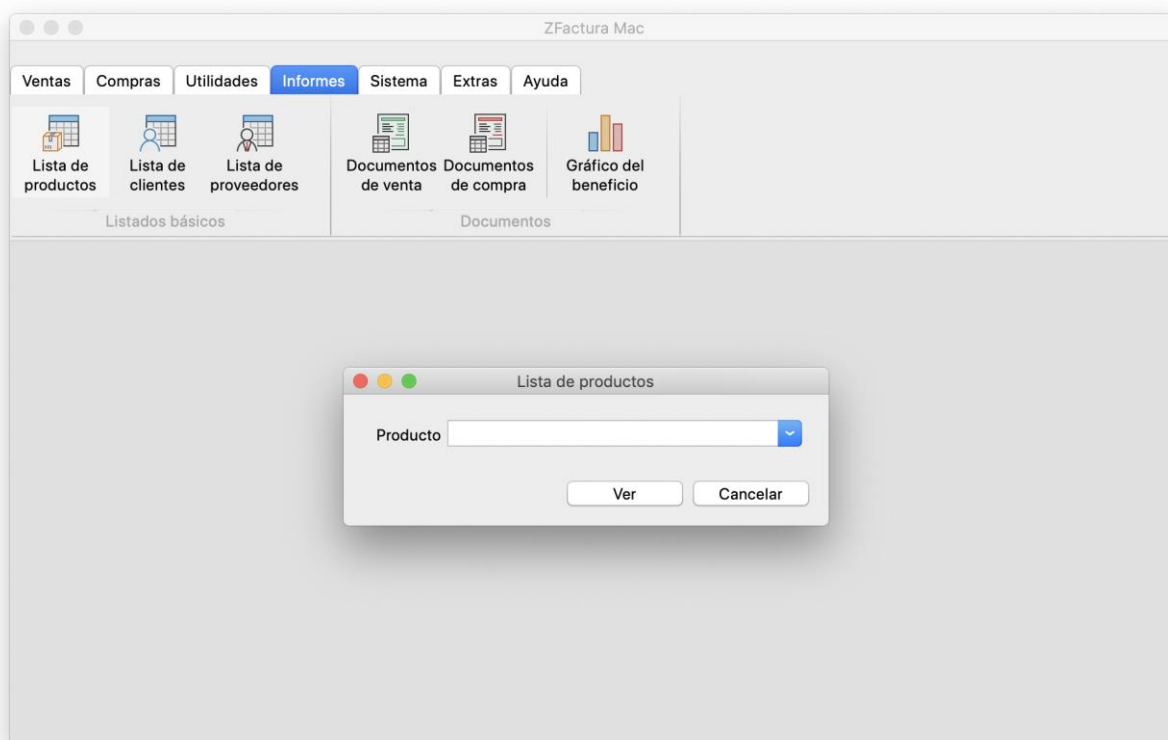 ZFactura Mac
Ventas Compras Utilidades Informes Sistema Extras Ayuda
Lista de productos
Lista de clientes
Lista de proveedores
Documentos de venta
Documentos de compra
Gráfico del beneficio
Listados básicos
Documentos
Lista de productos
Producto
Ver Cancelar